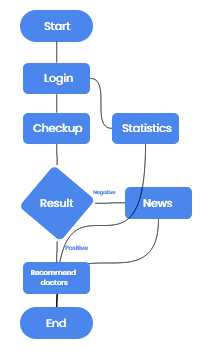 Start
Login
Checkup
Statistics
Result
Negative
News
Positive
Recommend
doctors
End